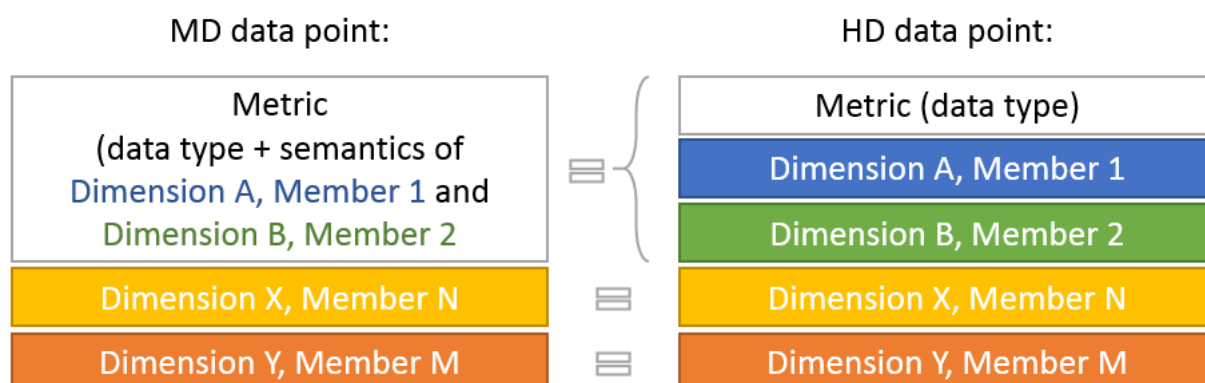 MD data point:
HD data point:
Metric
(data type + semantics of
Dimension A, Member 1 and
Dimension B, Member 2
Dimension X, Member N
Dimension Y, Member M
Metric (data type)
Dimension A, Member 1
Dimension B, Member 2
Dimension X, Member N
Dimension Y, Member M